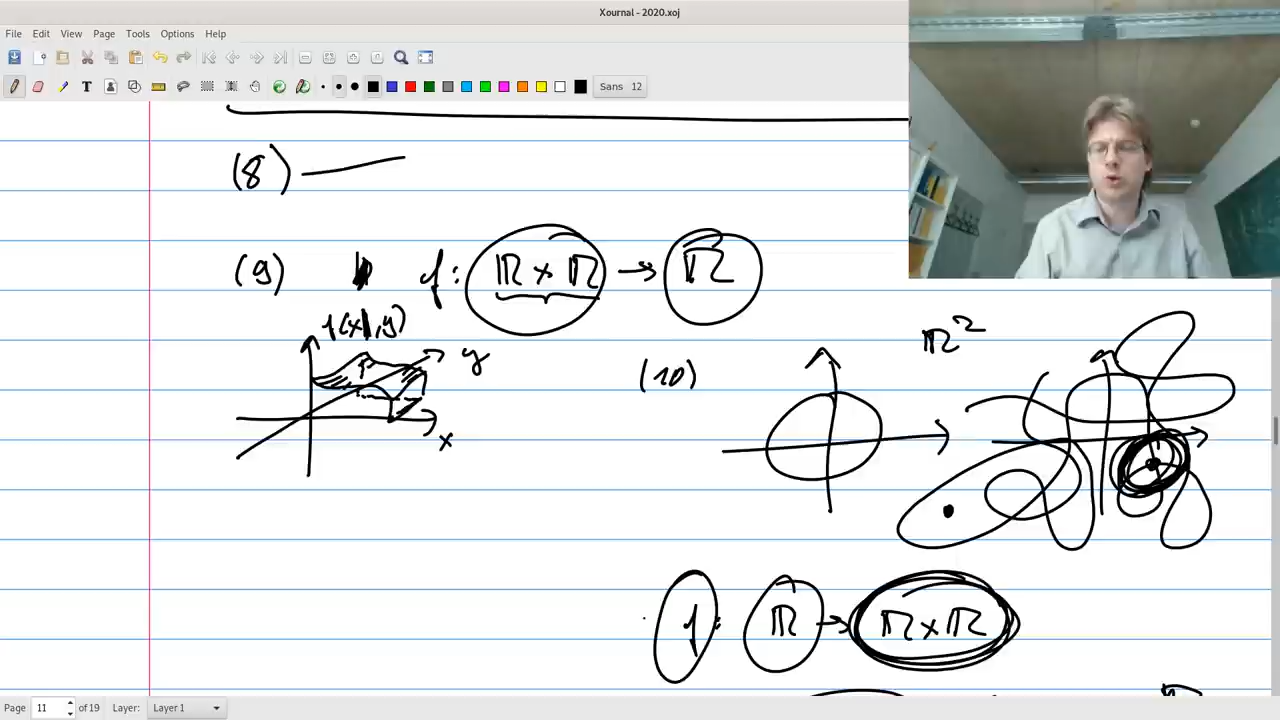 Xournal - 2020.xoj
File Edit View Page Tools Options Help
T
Sans 12
(8)
(9) f: ℝ × ℝ → ℝ
f(x,y)
y
x
(10)
ℝ²
f: ℝ → ℝ × ℝ
Page 11 of 19 Layer: Layer 1